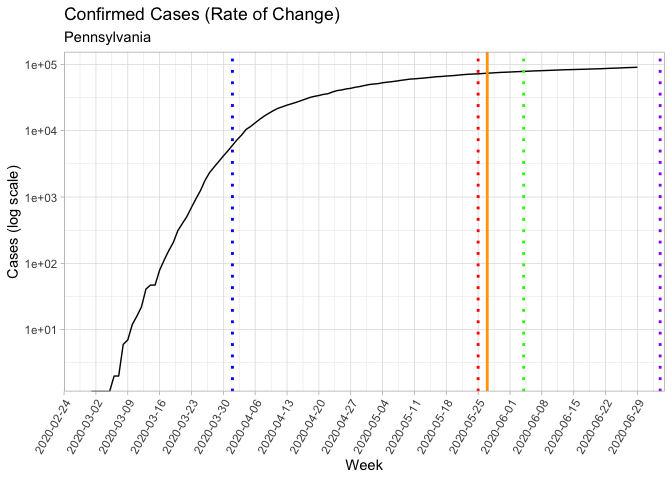 Confirmed Cases (Rate of Change)
Pennsylvania
1e+05
1e+04
1e+03
1e+02
1e+01
Cases (log scale)
2020-02-24
2020-03-02
2020-03-09
2020-03-16
2020-03-23
2020-03-30
2020-04-06
2020-04-13
2020-04-20
2020-04-27
2020-05-04
2020-05-11
2020-05-18
2020-05-25
2020-06-01
2020-06-08
2020-06-15
2020-06-22
2020-06-29
Week